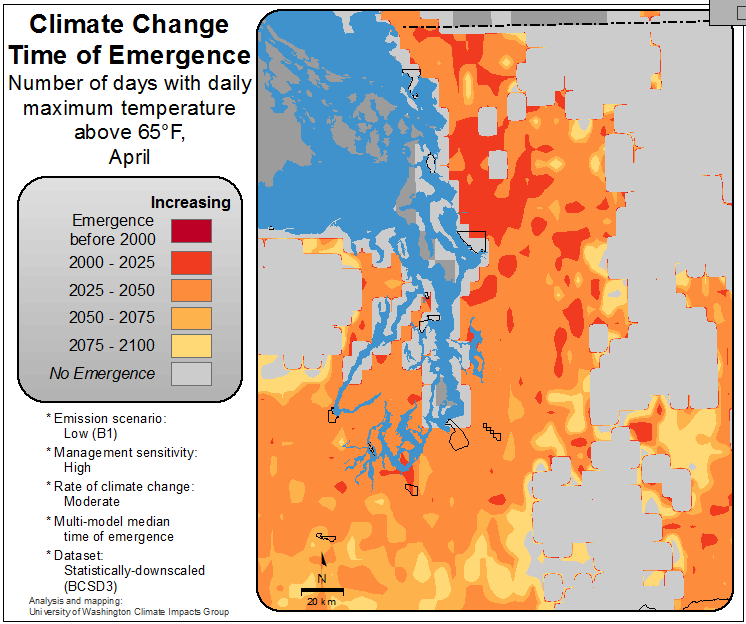 Climate Change
Time of Emergence
Number of days with daily
maximum temperature
above 65°F,
April
Increasing
Emergence
before 2000
2000 - 2025
2025 - 2050
2050 - 2075
2075 - 2100
No Emergence
* Emission scenario:
Low (B1)
* Management sensitivity:
High
* Rate of climate change:
Moderate
* Multi-model median
time of emergence
* Dataset:
Statistically-downscaled
(BCSD3)
Analysis and mapping:
University of Washington Climate Impacts Group
N
20 km